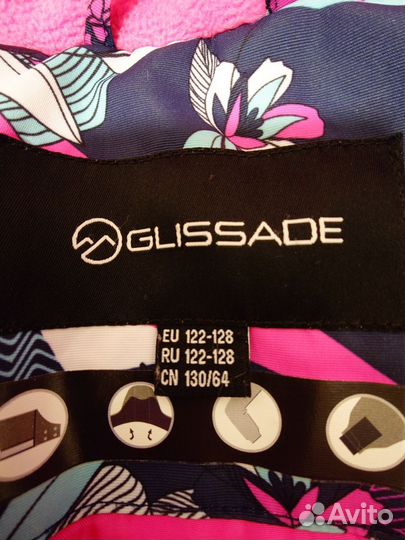 GLISSADE
EU 122-128
RU 122-128
CN 130/64
Avito